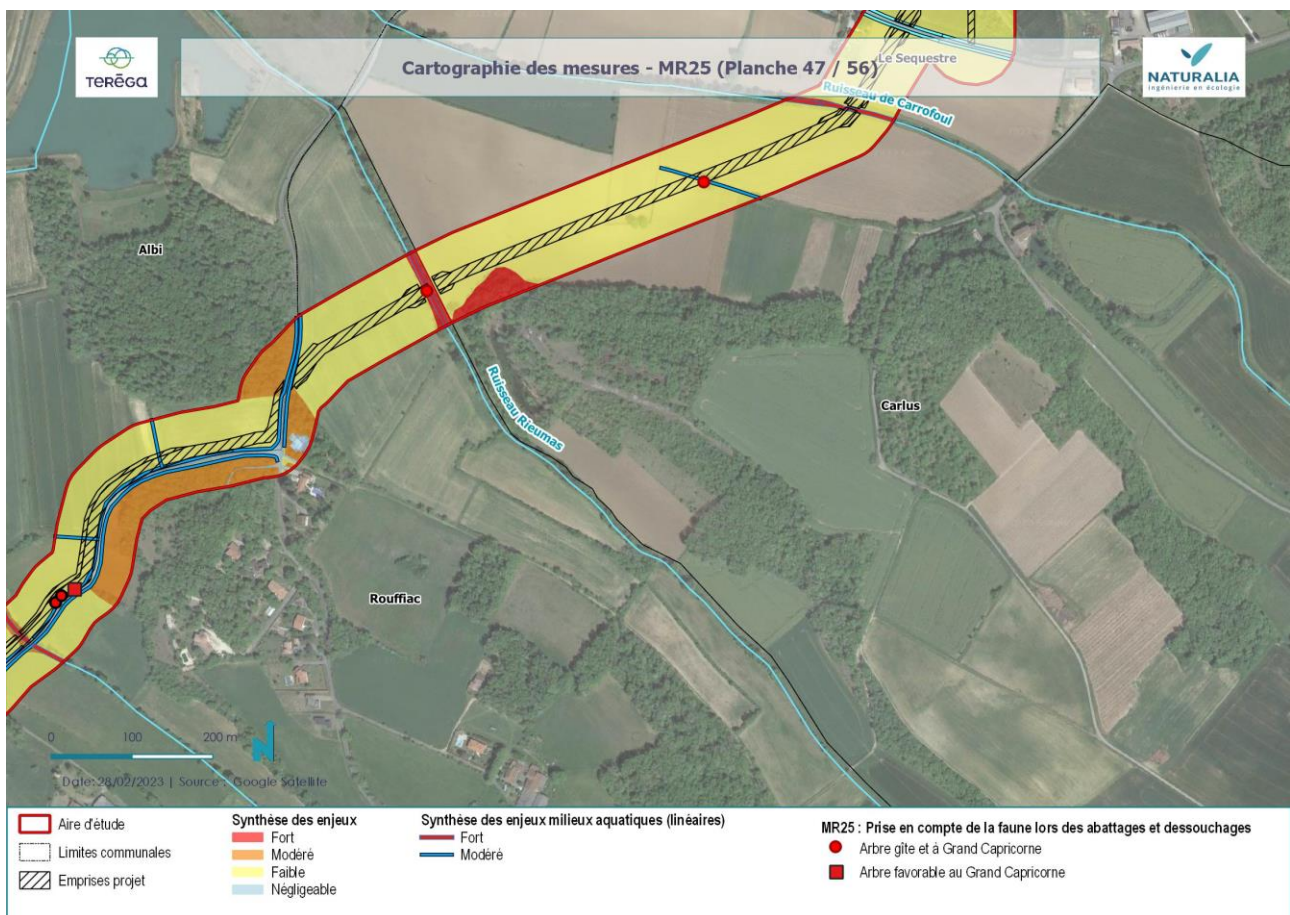 TERĒGA
Cartographie des mesures - MR25 (Planche 47 / 56)
NATURALIA
ingénierie en écologie
Le Sequestre
Ruisseau de Carrofoul
Albi
Ruisseau Rieumas
Carlus
Rouffiac
0 100 200 m
N
Date: 28/02/2023 | Source : Google Satellite
Aire d'étude
Limites communales
Emprises projet
Synthèse des enjeux
Fort
Modéré
Faible
Négligeable
Synthèse des enjeux milieux aquatiques (linéaires)
Fort
Modéré
MR25 : Prise en compte de la faune lors des abattages et dessouchages
Arbre gîte et à Grand Capricorne
Arbre favorable au Grand Capricorne